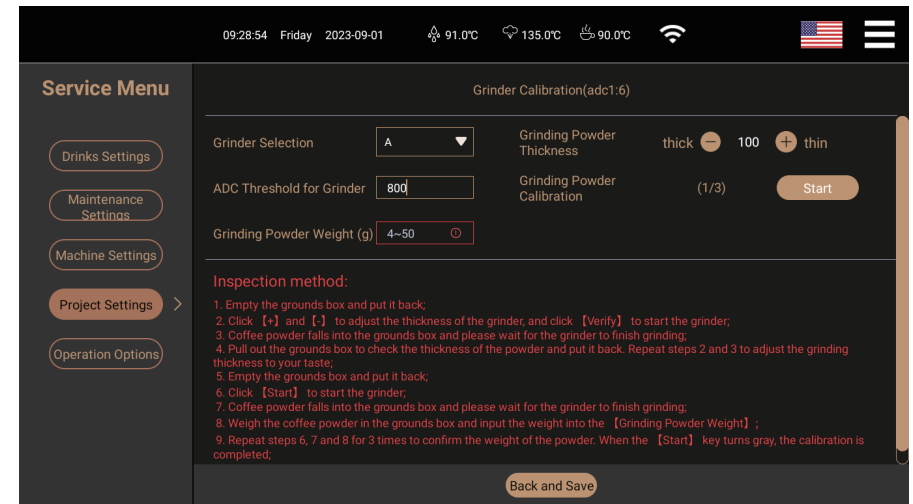 09:28:54 Friday 2023-09-01 91.0℃ 135.0℃ 90.0℃
Service Menu
Drinks Settings
Maintenance
Settings
Machine Settings
Project Settings
Operation Options
Grinder Calibration(adc1:6)
Grinder Selection A
Grinding Powder
Thickness
thick 100 thin
ADC Threshold for Grinder 800
Grinding Powder
Calibration
(1/3) Start
Grinding Powder Weight (g) 4~50
Inspection method:
1. Empty the grounds box and put it back;
2. Click 【+】 and 【-】 to adjust the thickness of the grinder, and click 【Verify】 to start the grinder;
3. Coffee powder falls into the grounds box and please wait for the grinder to finish grinding;
4. Pull out the grounds box to check the thickness of the powder and put it back. Repeat steps 2 and 3 to adjust the grinding
thickness to your taste;
5. Empty the grounds box and put it back;
6. Click 【Start】 to start the grinder;
7. Coffee powder falls into the grounds box and please wait for the grinder to finish grinding;
8. Weigh the coffee powder in the grounds box and input the weight into the 【Grinding Powder Weight】 ;
9. Repeat steps 6, 7 and 8 for 3 times to confirm the weight of the powder. When the 【Start】 key turns gray, the calibration is
completed;
Back and Save